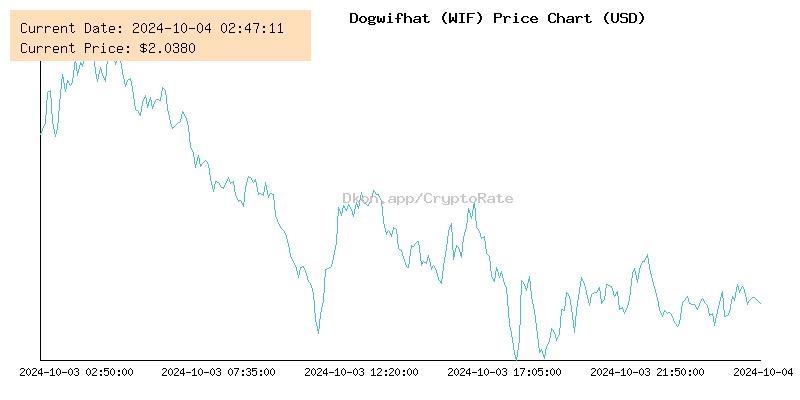 Dogwifhat (WIF) Price Chart (USD)
Current Date: 2024-10-04 02:47:11
Current Price: $2.0380
Dkon.app/CryptoRate
2024-10-03 02:50:00 2024-10-03 07:35:00 2024-10-03 12:20:00 2024-10-03 17:05:00 2024-10-03 21:50:00 2024-10-04